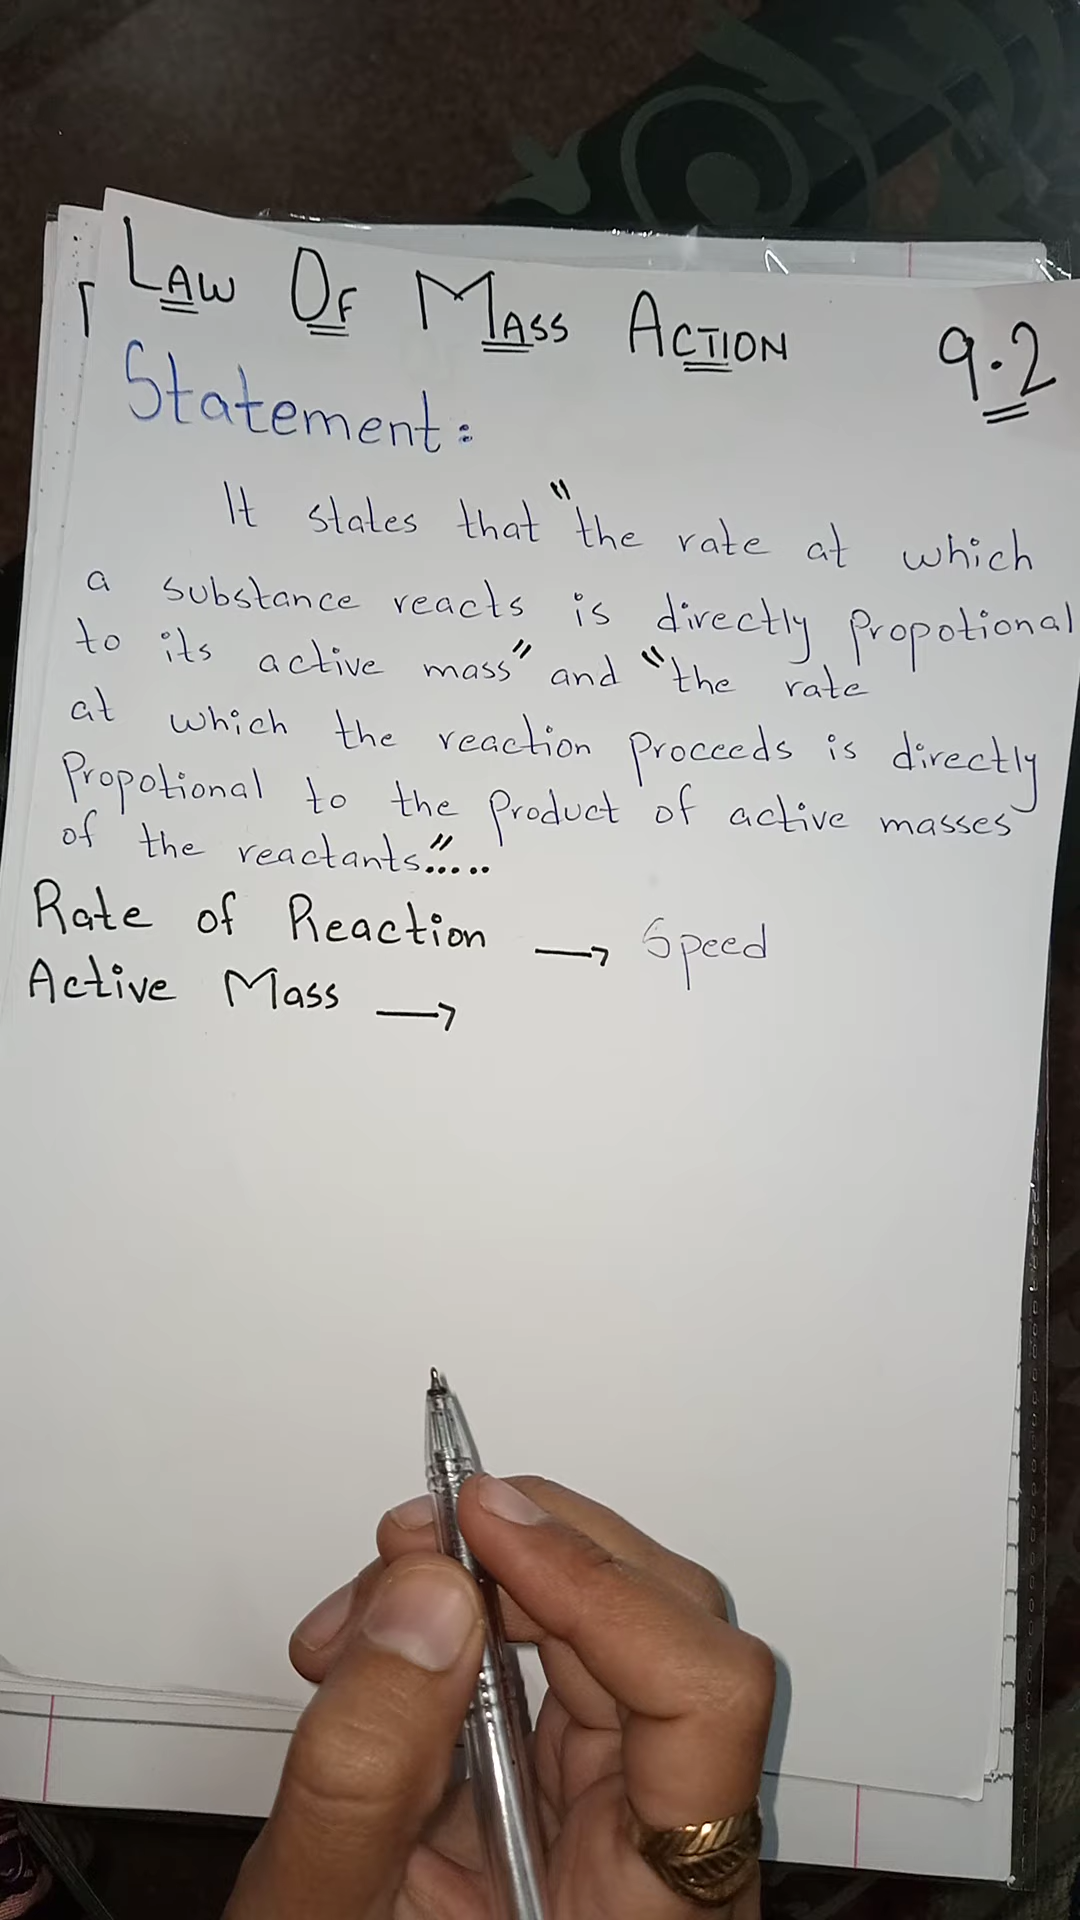 LAW OF MASS ACTION 9.2
Statement:
It states that "the rate at which
a substance reacts is directly Propotional
to its active mass" and "the rate
at which the reaction proceeds is directly
Propotional to the Product of active masses
of the reactants".....
Rate of Reaction → Speed
Active Mass →